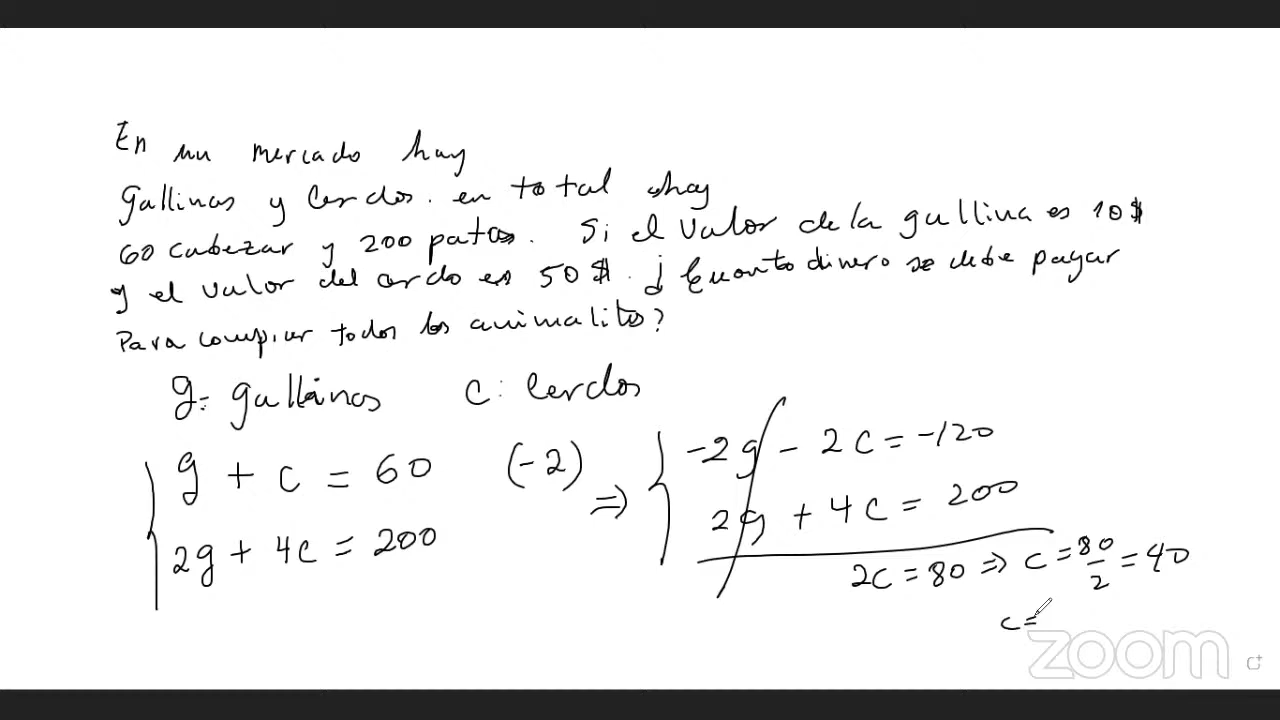 En un mercado hay
gallinas y cerdos. en total hay
60 cabezas y 200 patas. Si el valor de la gallina es 10$
y el valor del cerdo es 50$. ¿Cuanto dinero se debe pagar
Para comprar todos los animalitos?
g: gallinas c: cerdos
g + c = 60 (-2) ⇒ -2g - 2c = -120
2g + 4c = 200 2g + 4c = 200
2c = 80 ⇒ c = 80/2 = 40
c =
zoom